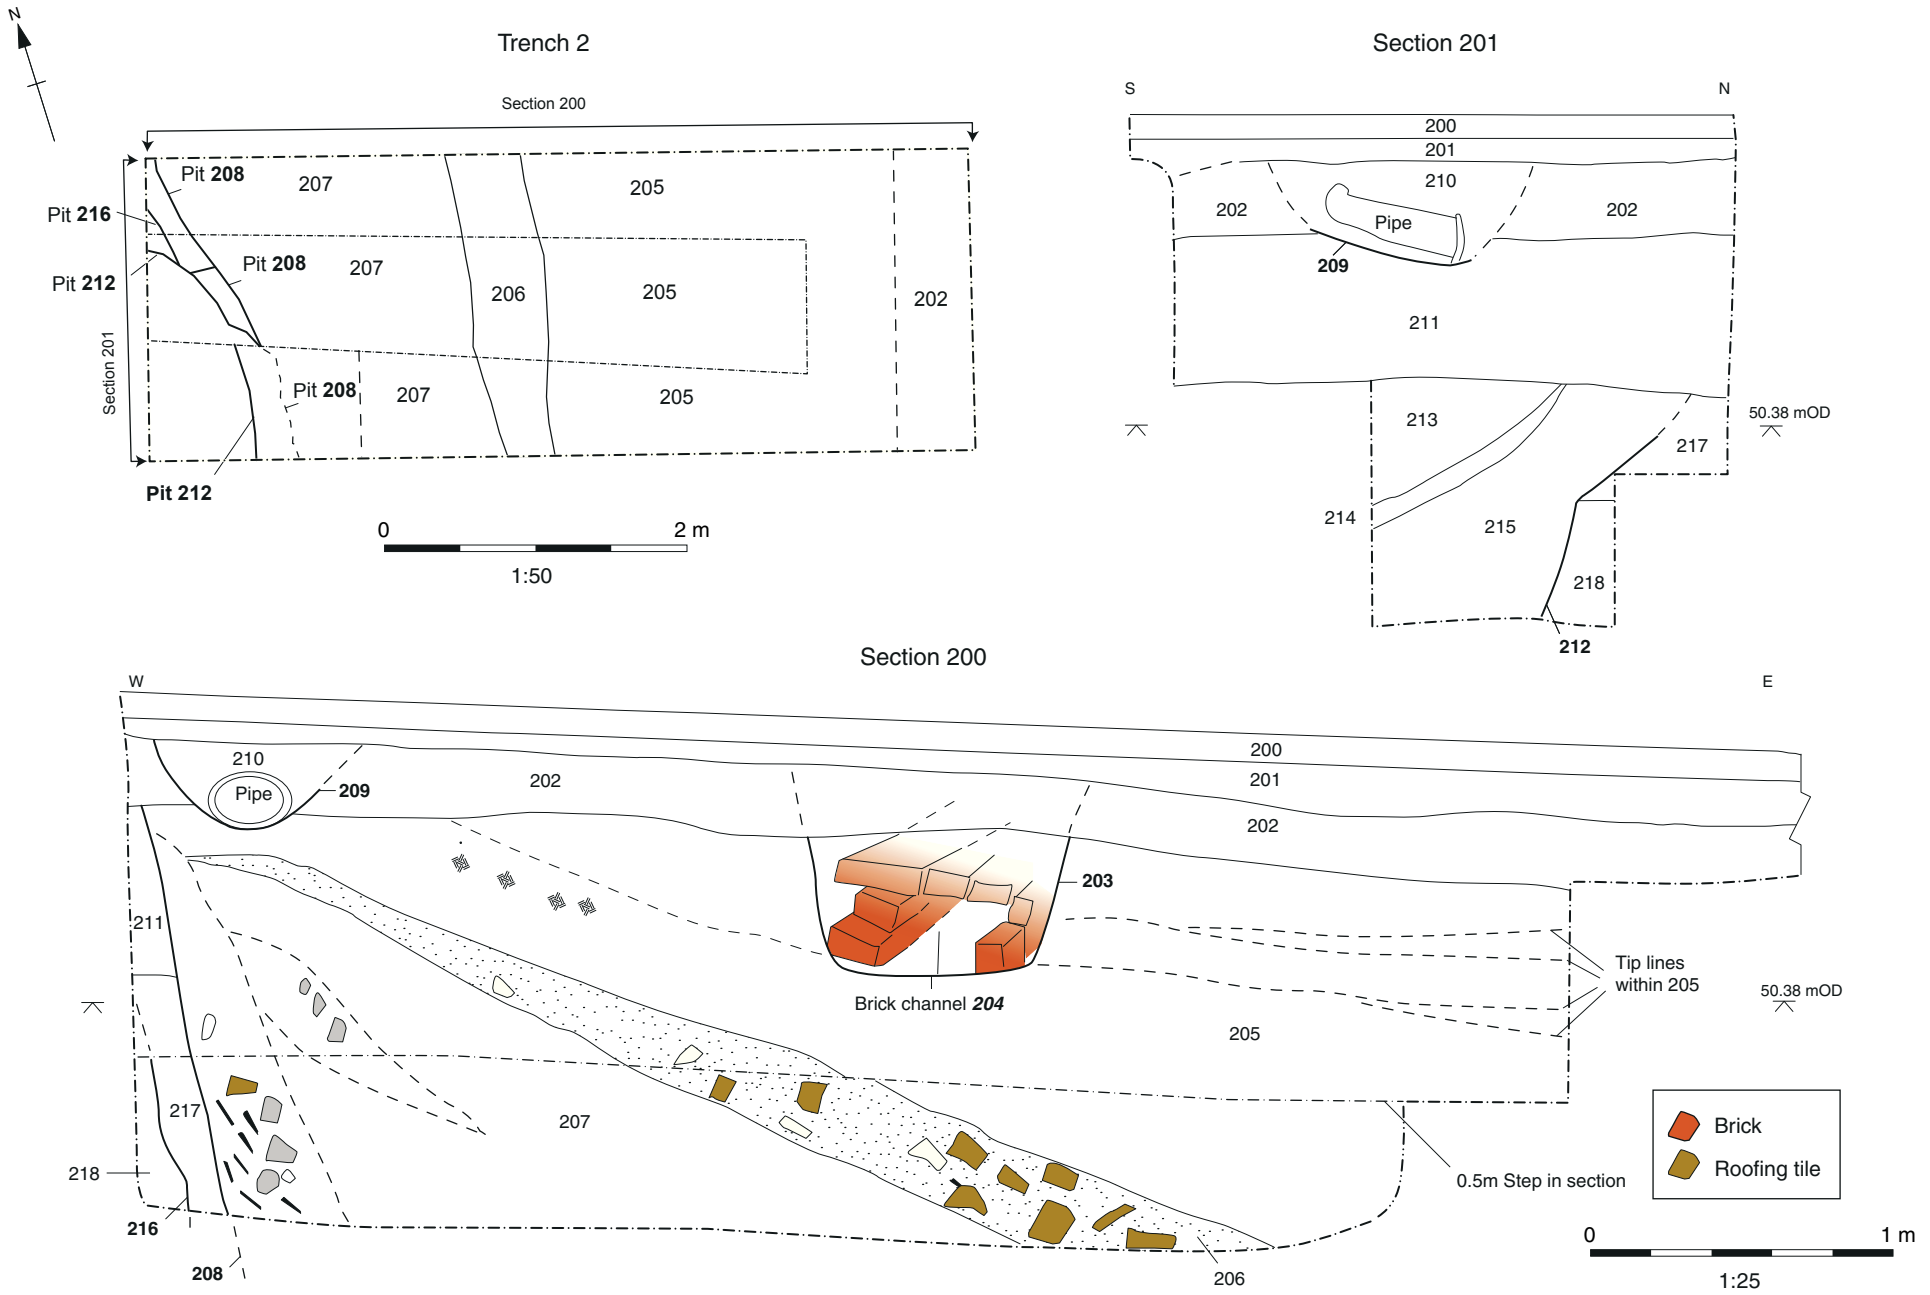 N
Trench 2
Section 200
Pit 208
207
205
Pit 216
Pit 208
207
Pit 212
206
205
202
Section 201
Pit 208
207
205
Pit 212
0 2 m
1:50
Section 201
S N
200
201
210
202
Pipe
202
209
211
213
50.38 mOD
217
214
215
218
212
Section 200
W E
200
210
202
201
Pipe
209
202
203
211
Tip lines
within 205
Brick channel 204
50.38 mOD
205
217
207
Brick
218
Roofing tile
0.5m Step in section
216
208
206
0 1 m
1:25